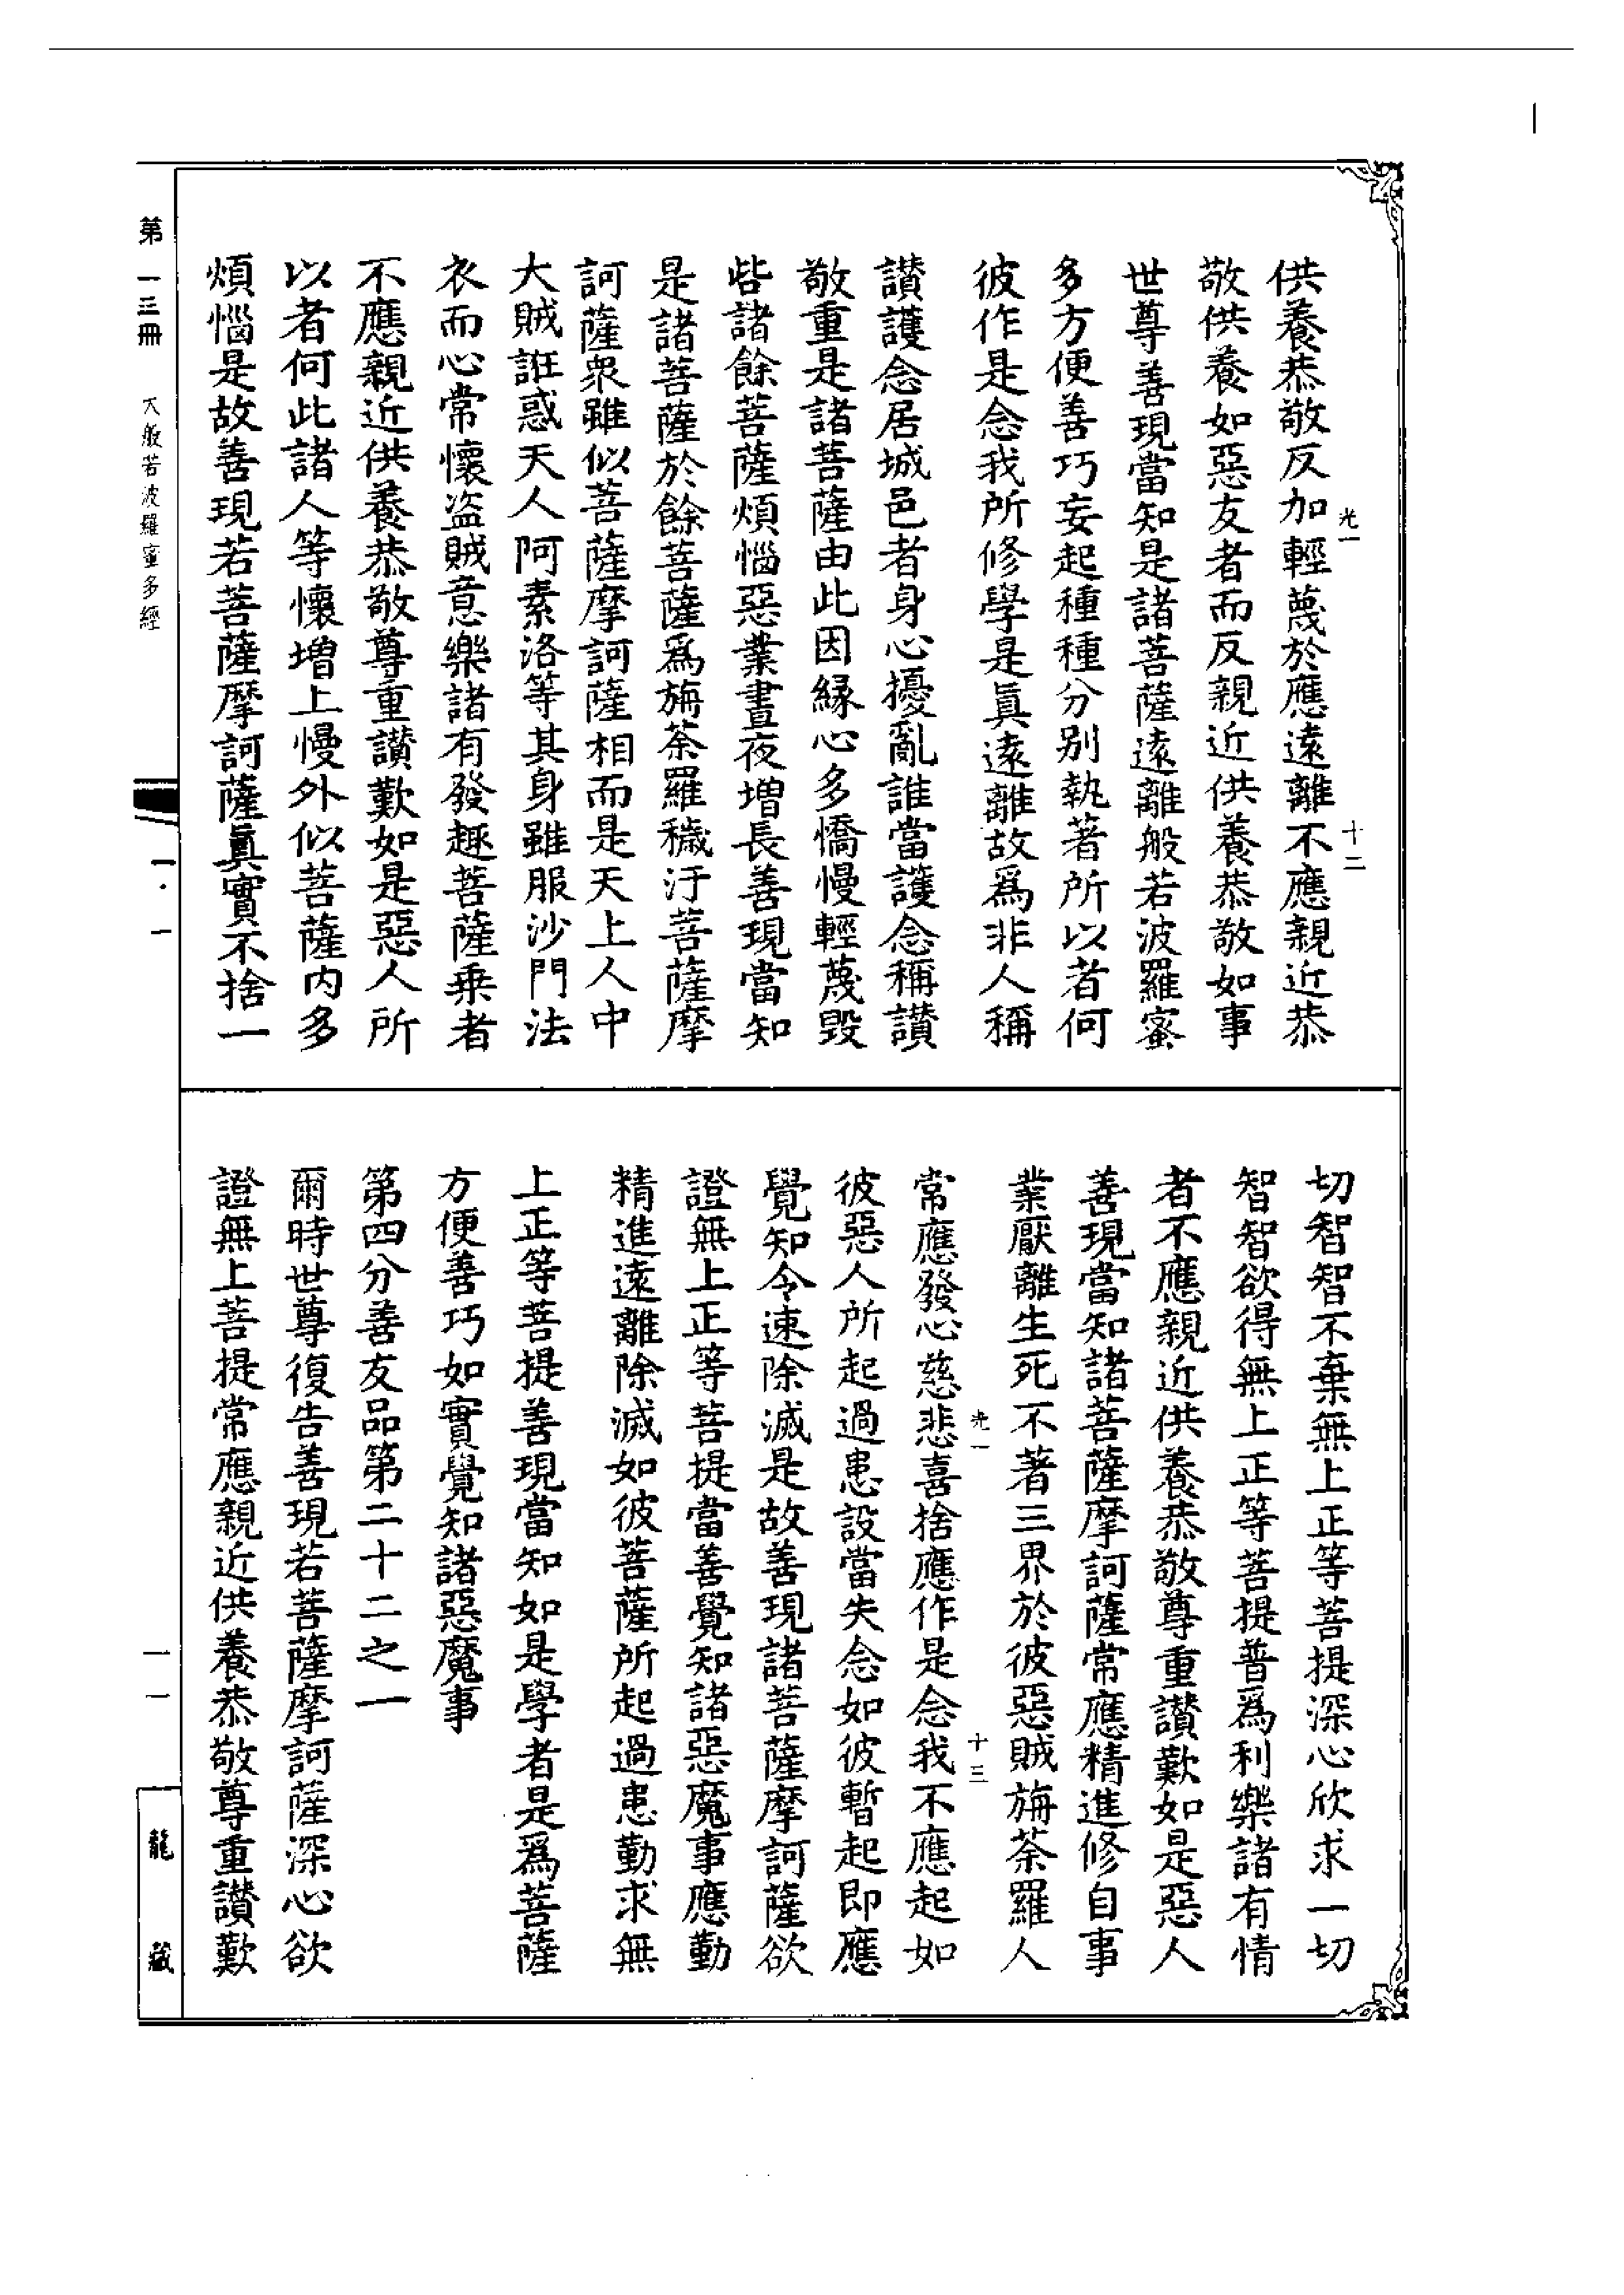 供養恭敬反加輕蔑於應遠離不應親近恭
敬供養如惡友者而反親近供養恭敬如事
世尊善現當知是諸菩薩遠離般若波羅蜜
多方便善巧妄起種種分别執著所以者何
彼作是念我所修學是眞遠離故爲非人稱
讃護念居城邑者身心擾亂誰當護念稱讃
敬重是諸菩薩由此因緣心多憍慢輕蔑毀
呰諸餘菩薩煩惱惡業晝夜增長善現當知
是諸菩薩於餘菩薩爲旃荼羅穢汙菩薩摩
訶薩衆雖似菩薩摩訶薩相而是天上人中
大賊誑惑天人阿素洛等其身雖服沙門法
衣而心常懷盜賊意樂諸有發趣菩薩乗者
不應親近供養恭敬尊重讃歎如是惡人所
以者何此諸人等懷增上慢外似菩薩内多
煩惱是故善現若菩薩摩訶薩眞實不捨一
光一
十二
切智智不棄無上正等菩提深心欣求一切
智智欲得無上正等菩提普爲利樂諸有情
者不應親近供養恭敬尊重讃歎如是惡人
善現當知諸菩薩摩訶薩常應精進修自事
業厭離生死不著三界於彼惡賊旃荼羅人
常應發心慈悲喜捨應作是念我不應起如
彼惡人所起過患設當失念如彼暫起即應
覺知令速除滅是故善現諸菩薩摩訶薩欲
證無上正等菩提當善覺知諸惡魔事應勤
精進遠離除滅如彼菩薩所起過患勤求無
上正等菩提善現當知如是學者是爲菩薩
方便善巧如實覺知諸惡魔事
第四分善友品第二十二之一
爾時世尊復告善現若菩薩摩訶薩深心欲
證無上菩提常應親近供養恭敬尊重讃歎
光一
十三
第一三冊 大般若波羅蜜多經
一·一
一一
龍藏